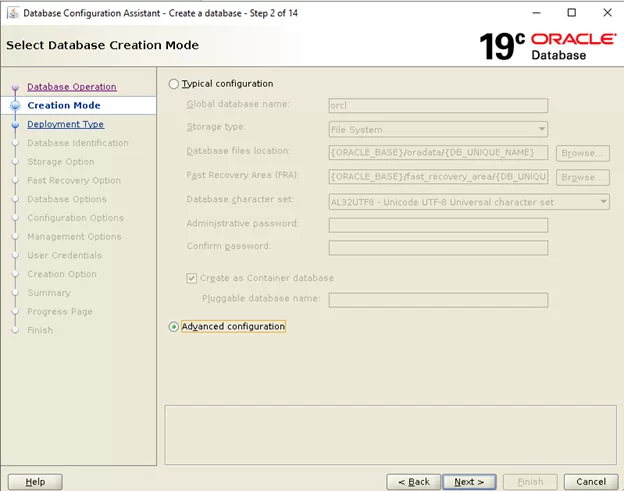 Database Configuration Assistant - Create a database - Step 2 of 14
Select Database Creation Mode
19c ORACLE
Database
Database Operation
Creation Mode
Deployment Type
Database Identification
Storage Option
Fast Recovery Option
Database Options
Configuration Options
Management Options
User Credentials
Creation Option
Summary
Progress Page
Finish
Typical configuration
Global database name: orcl
Storage type: File System
Database files location: {ORACLE_BASE}/oradata/{DB_UNIQUE_NAME} Browse...
Fast Recovery Area (FRA): {ORACLE_BASE}/fast_recovery_area/{DB_UNIQU Browse...
Database character set: AL32UTF8 - Unicode UTF-8 Universal character set
Administrative password:
Confirm password:
Create as Container database
Pluggable database name:
Advanced configuration
Help
< Back Next > Finish Cancel